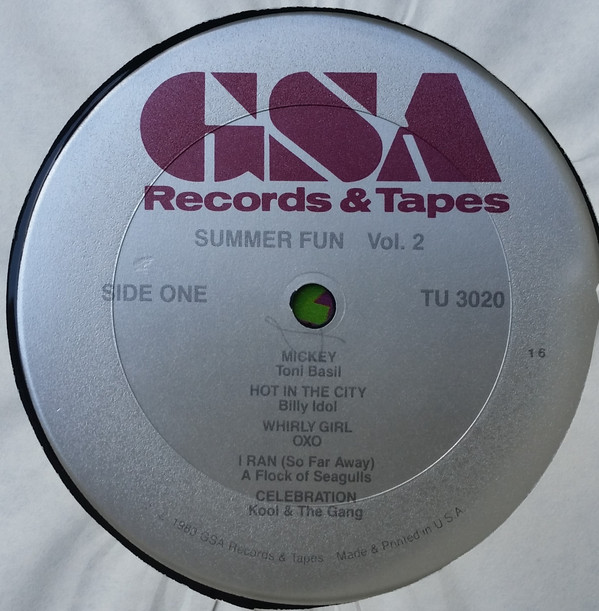 GSA
Records & Tapes
SUMMER FUN Vol. 2
SIDE ONE TU 3020
16
MICKEY
Toni Basil
HOT IN THE CITY
Billy Idol
WHIRLY GIRL
OXO
I RAN (So Far Away)
A Flock of Seagulls
CELEBRATION
Kool & The Gang
1983 GSA Records & Tapes Made & Printed in U.S.A.